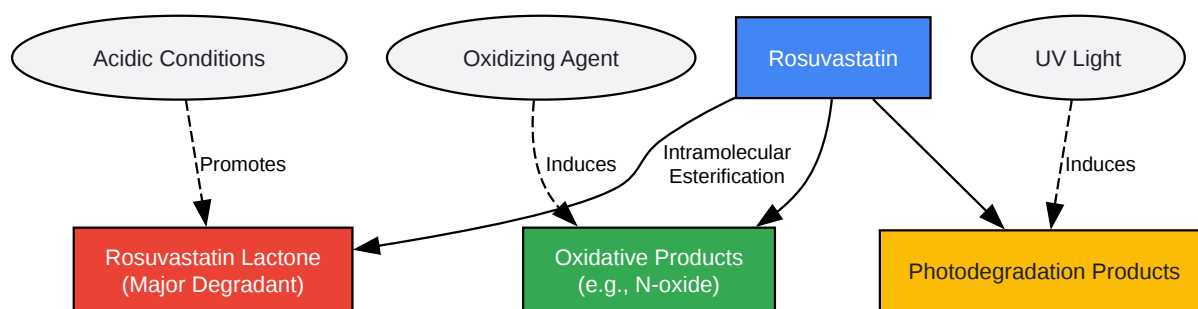 Acidic Conditions
Oxidizing Agent
Rosuvastatin
UV Light
Promotes
Induces
Intramolecular
Esterification
Induces
Rosuvastatin Lactone
(Major Degradant)
Oxidative Products
(e.g., N-oxide)
Photodegradation Products